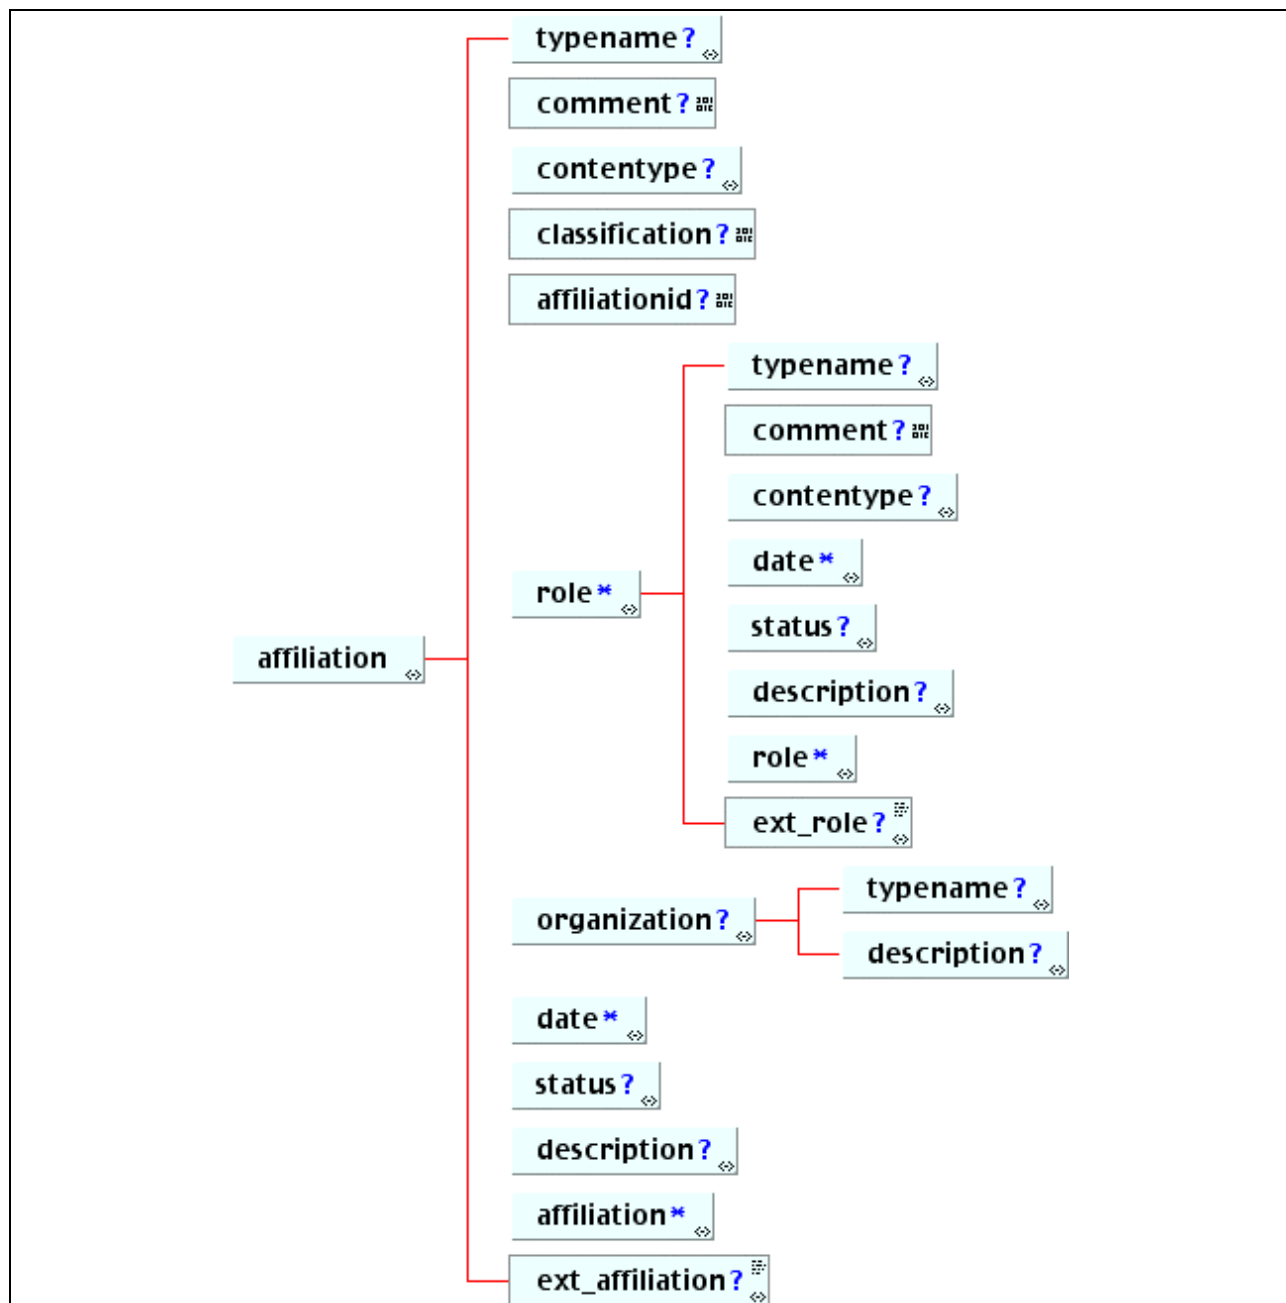 typename?
comment?
contentype?
classification?
affiliationid?
typename?
comment?
contentype?
date*
role*
status?
affiliation
description?
role*
ext_role?
typename?
organization?
description?
date*
status?
description?
affiliation*
ext_affiliation?